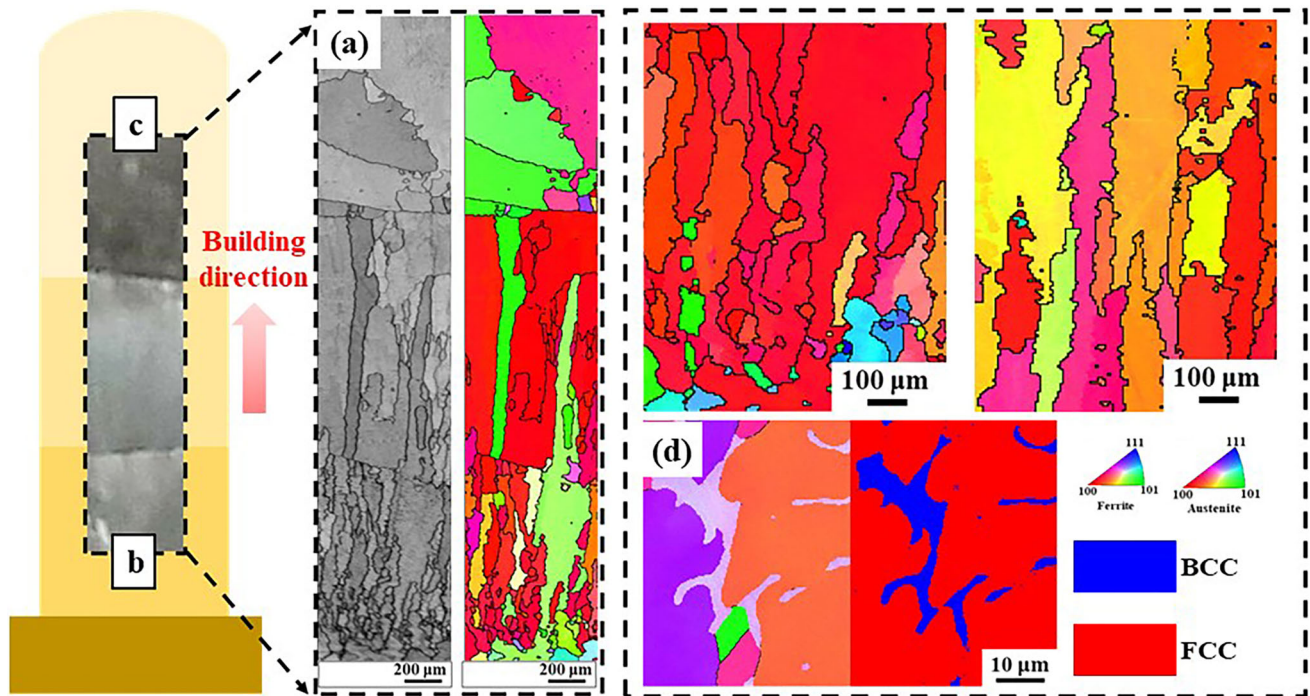 c
Building
direction
b
(a)
200 μm
200 μm
100 μm
100 μm
(d)
10 μm
111
100
101
Ferrite
111
100
101
Austenite
BCC
FCC